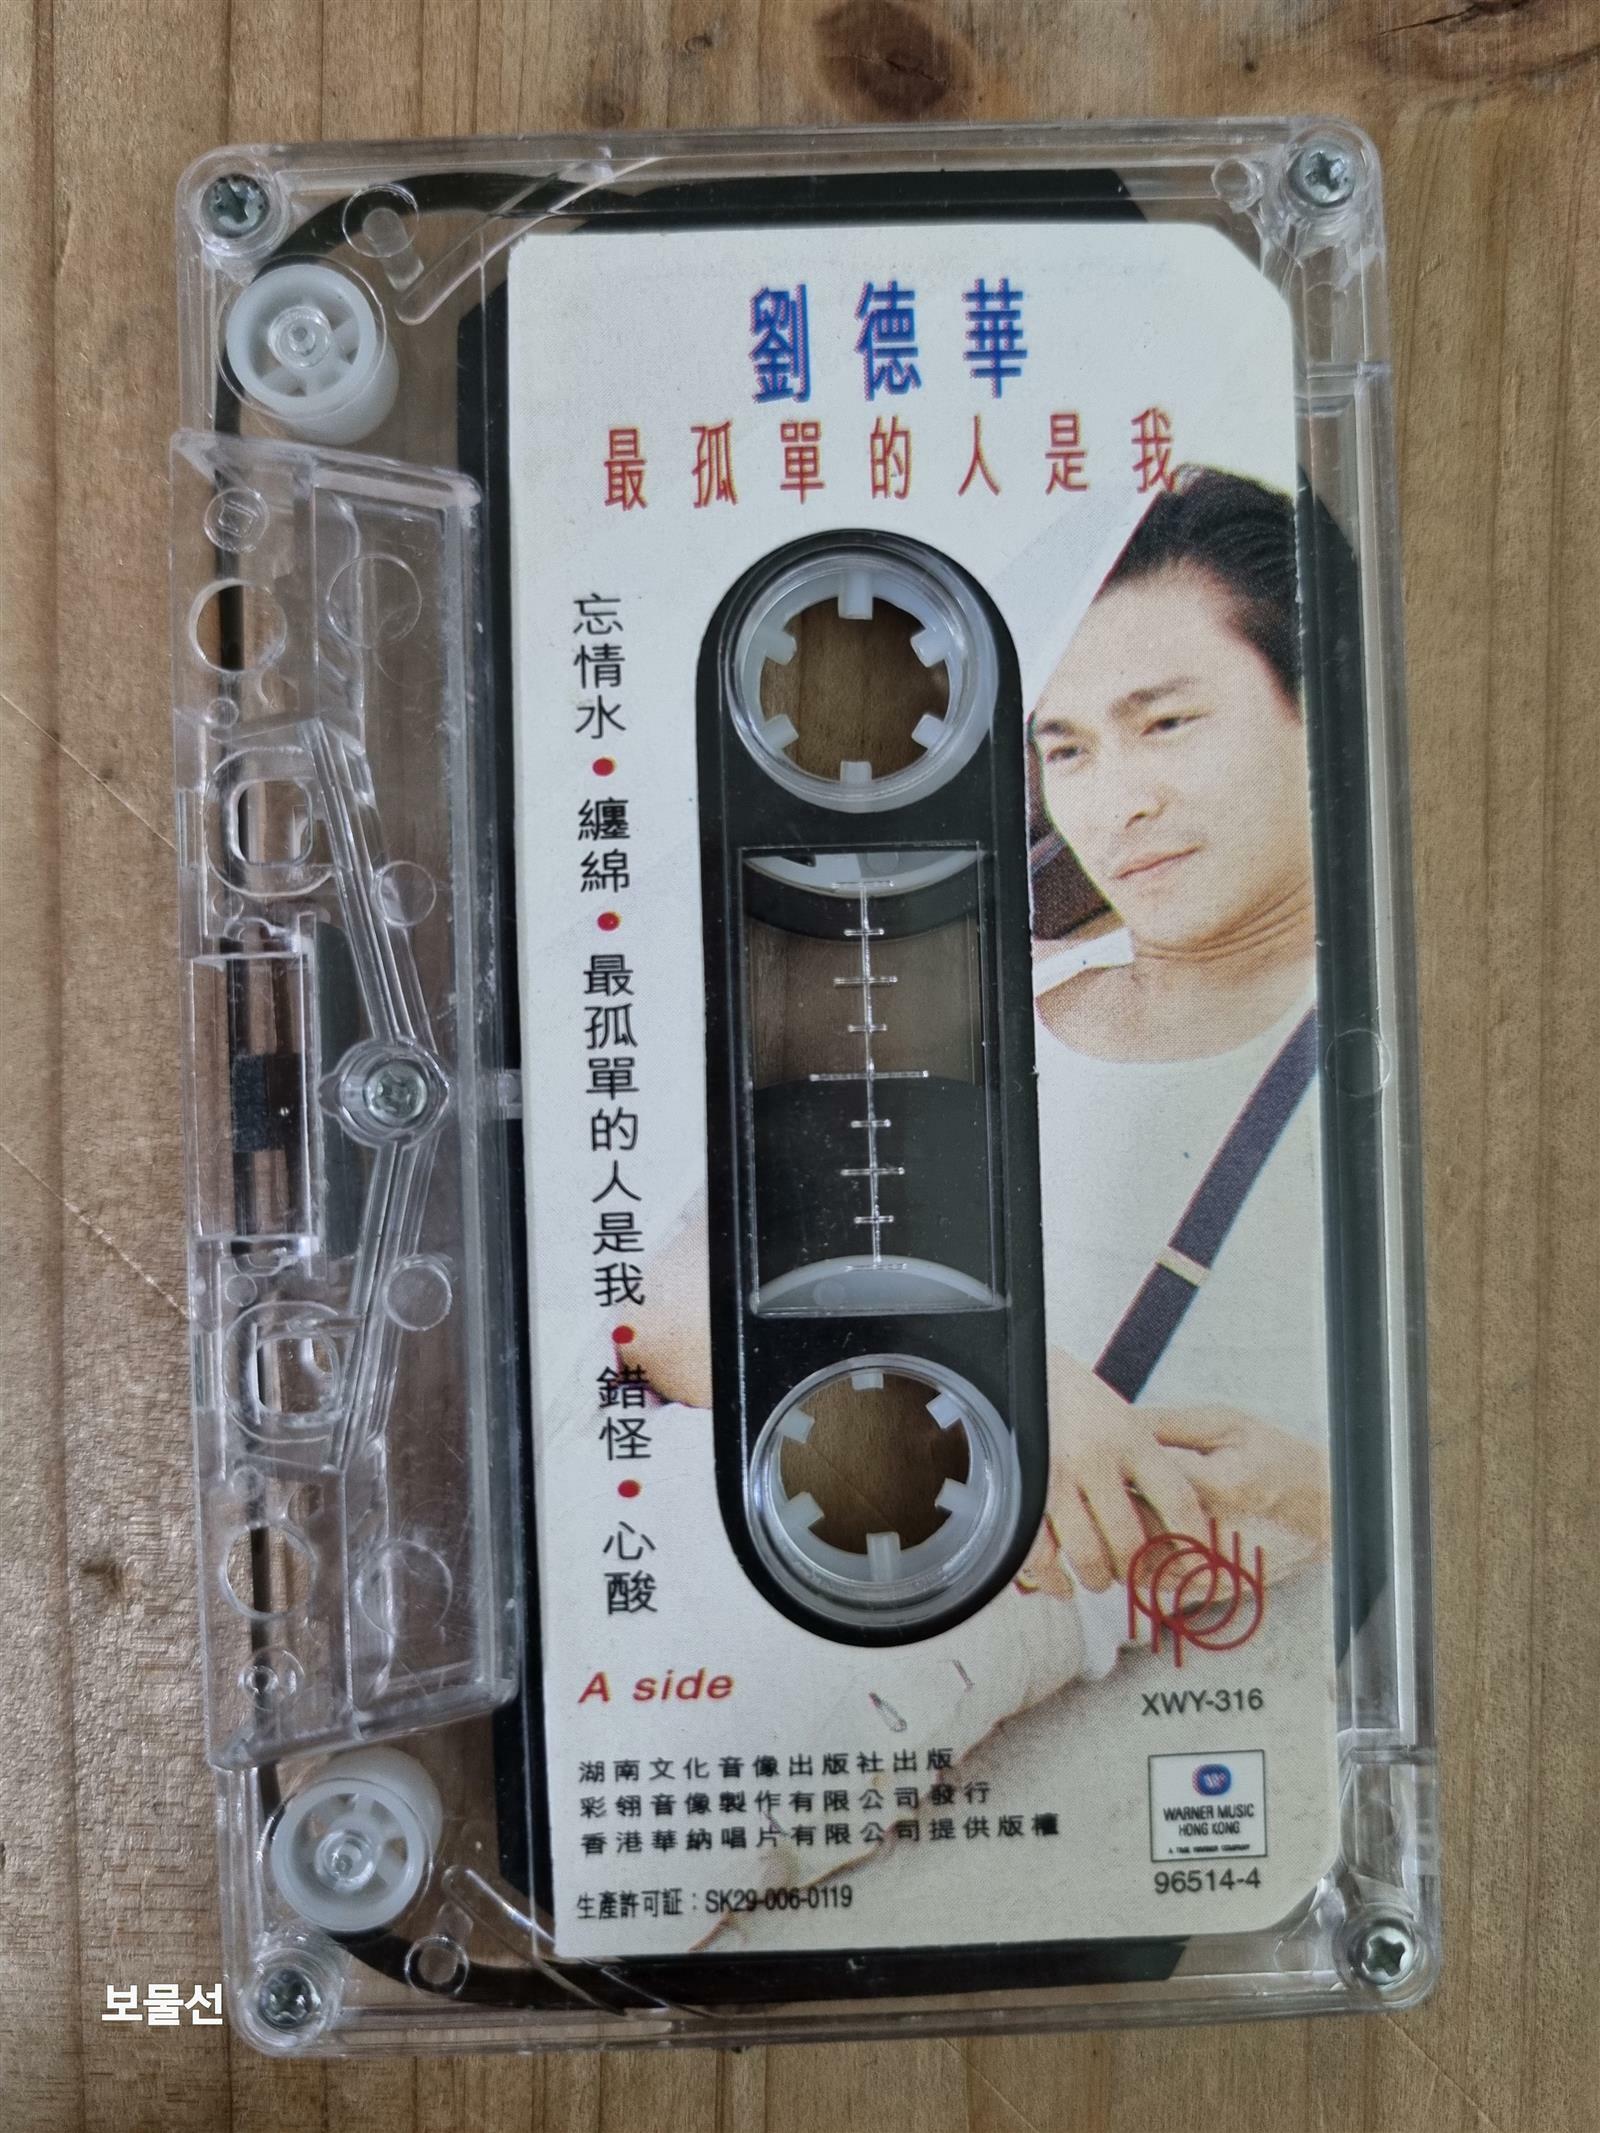 劉德華
最孤單的人是我
忘情水・纏綿・最孤單的人是我・錯怪・心酸
A side
XWY-316
湖南文化音像出版社出版
彩翎音像製作有限公司發行
香港華納唱片有限公司提供版權
生產許可証：SK29-006-0119
WARNER MUSIC
HONG KONG
A TIME WARNER COMPANY
96514-4
보물선